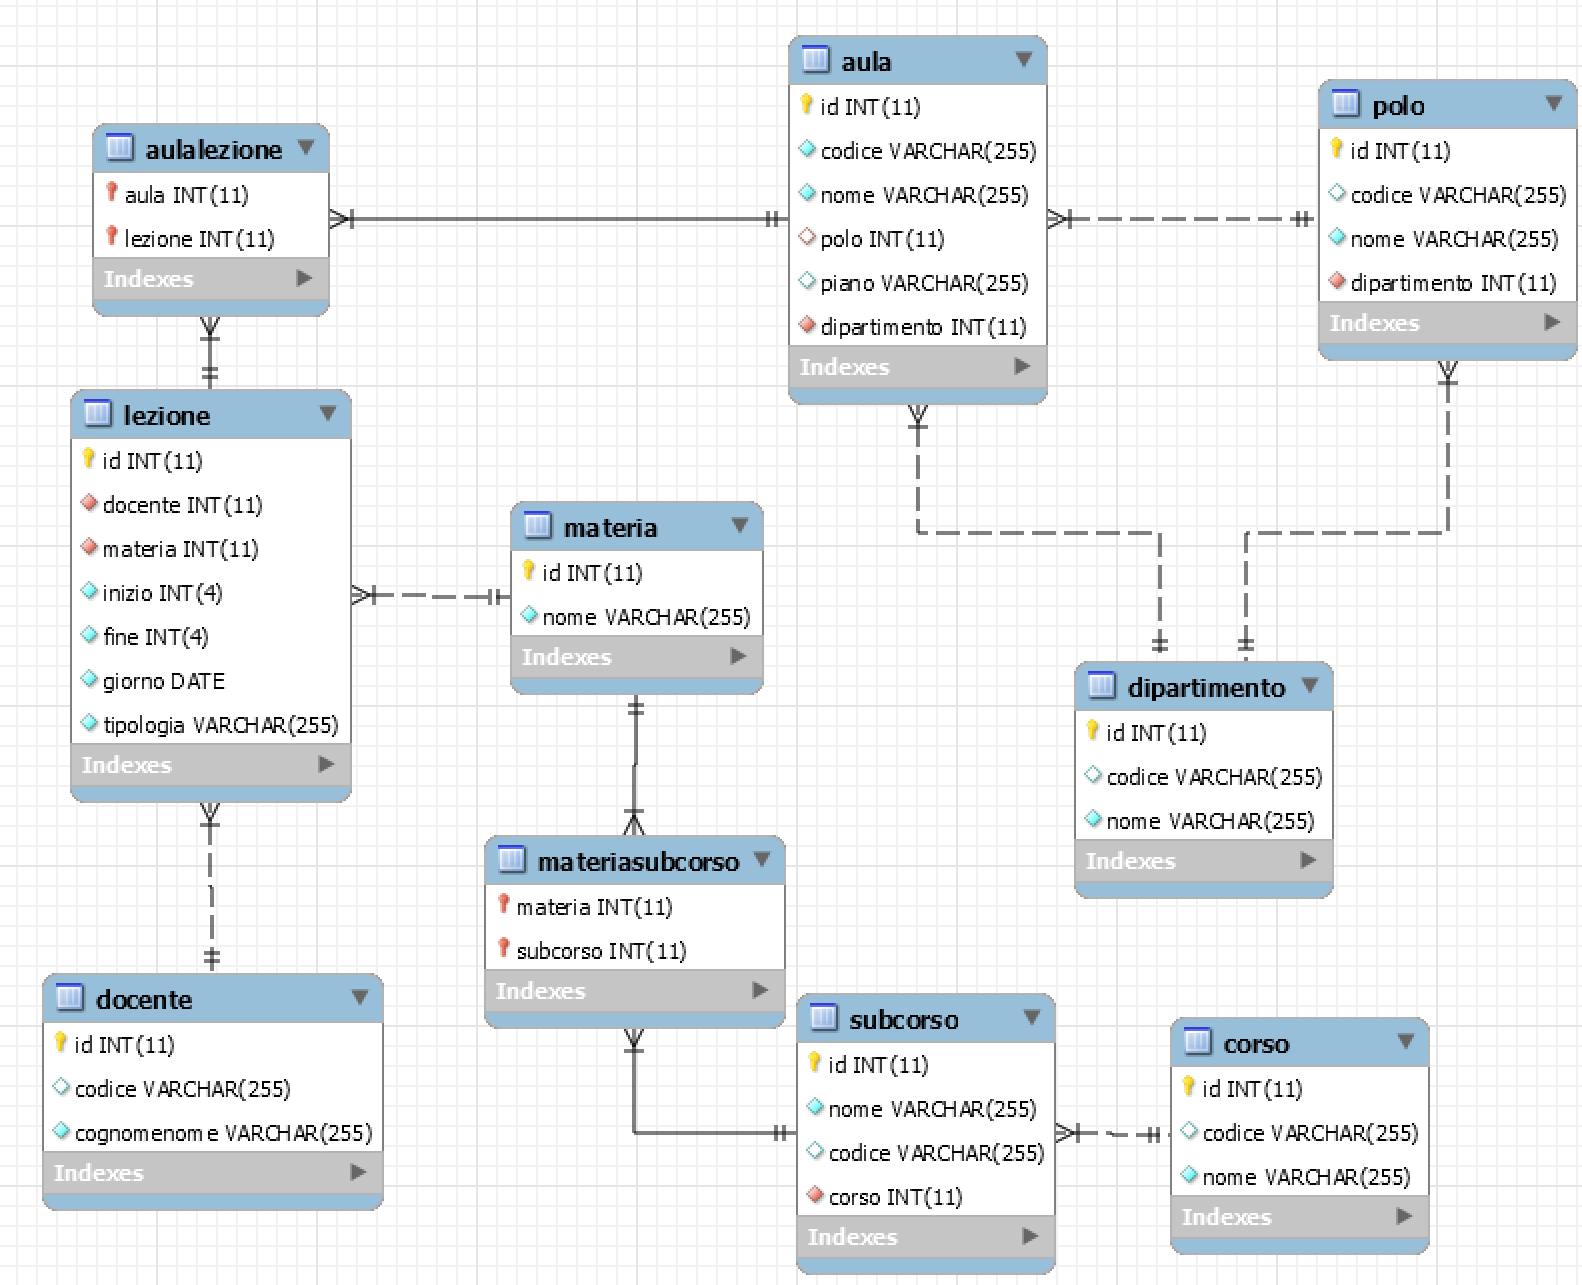 aula
id INT(11)
codice VARCHAR(255)
nome VARCHAR(255)
polo INT(11)
piano VARCHAR(255)
dipartimento INT(11)
Indexes
polo
id INT(11)
codice VARCHAR(255)
nome VARCHAR(255)
dipartimento INT(11)
Indexes
aulalezione
aula INT(11)
lezione INT(11)
Indexes
lezione
id INT(11)
docente INT(11)
materia INT(11)
inizio INT(4)
fine INT(4)
giorno DATE
tipologia VARCHAR(255)
Indexes
materia
id INT(11)
nome VARCHAR(255)
Indexes
dipartimento
id INT(11)
codice VARCHAR(255)
nome VARCHAR(255)
Indexes
materiasubcorso
materia INT(11)
subcorso INT(11)
Indexes
docente
id INT(11)
codice VARCHAR(255)
cognomenome VARCHAR(255)
Indexes
subcorso
id INT(11)
nome VARCHAR(255)
codice VARCHAR(255)
corso INT(11)
Indexes
corso
id INT(11)
codice VARCHAR(255)
nome VARCHAR(255)
Indexes